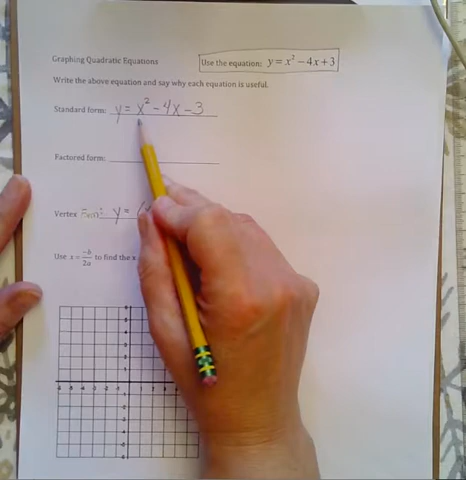 Graphing Quadratic Equations
Use the equation: y = x² − 4x + 3
Write the above equation and say why each equation is useful.
Standard form: y = x² − 4x − 3
Factored form:
Vertex Form: y = (
Use x = −b/2a to find the x